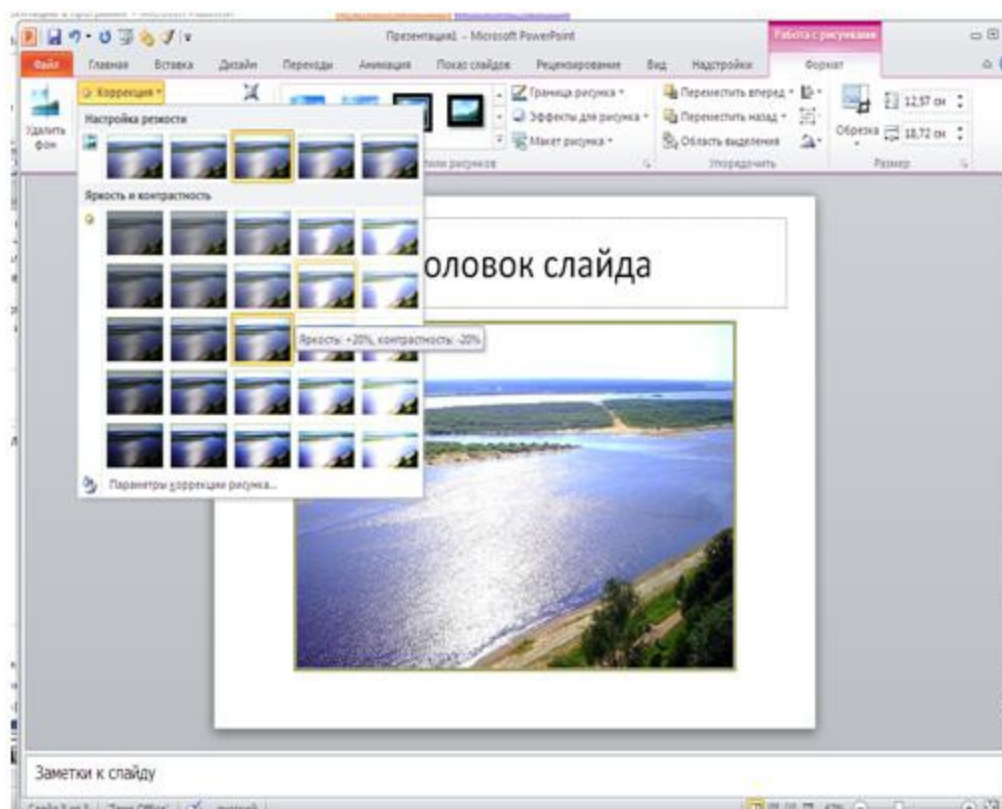 Презентация1 - Microsoft PowerPoint
Работа с рисунками
Файл Главная Вставка Дизайн Переходы Анимация Показ слайдов Рецензирование Вид Надстройки Формат
Удалить фон
Коррекция
Граница рисунка
Эффекты для рисунка
Макет рисунка
Переместить вперед
Переместить назад
Область выделения
Обрезка
12,57 см
18,72 см
Упорядочить
Размер
Настройка резкости
Яркость и контрастность
Яркость: +20%, контрастность: -20%
Параметры коррекции рисунка...
оловок слайда
Заметки к слайду